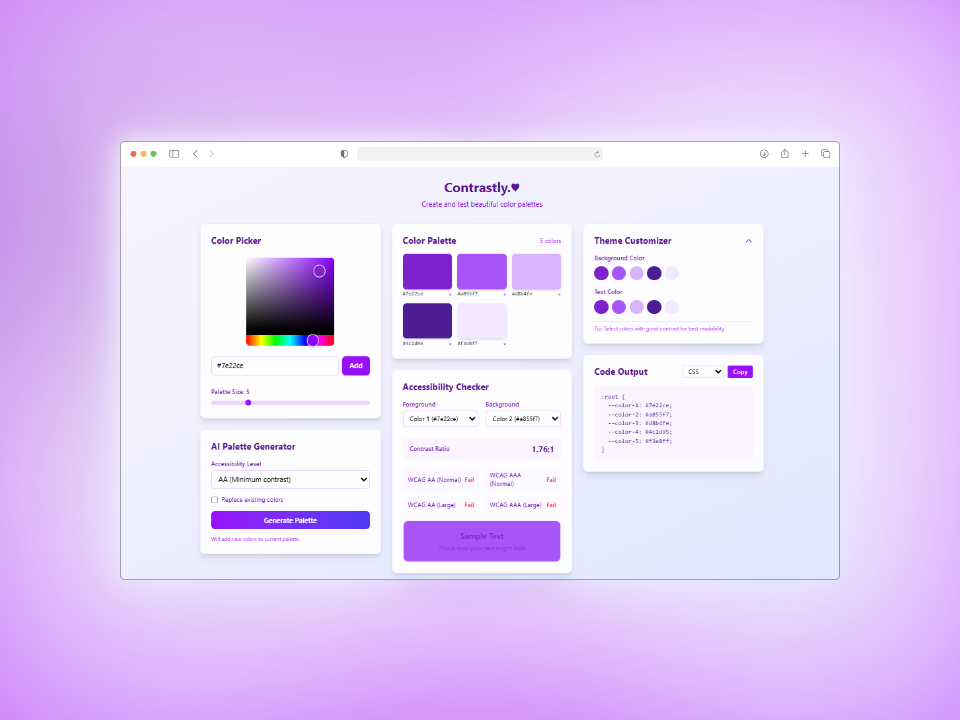 Contrastly.♥
Create and test beautiful color palettes
Color Picker
#7e22ce
Add
Palette Size: 5
AI Palette Generator
Accessibility Level
AA (Minimum contrast)
Replace existing colors
Generate Palette
Will add new colors to current palette
Color Palette
5 colors
#7e22ce ×
#a855f7 ×
#d8b4fe ×
#4c1d95 ×
#f3e8ff ×
Accessibility Checker
Foreground
Background
Color 1 (#7e22ce)
Color 2 (#a855f7)
Contrast Ratio
1.76:1
WCAG AA (Normal) Fail
WCAG AAA
(Normal)
Fail
WCAG AA (Large) Fail
WCAG AAA (Large) Fail
Sample Text
This is how your text might look
Theme Customizer
Background Color
Text Color
Tip: Select colors with good contrast for best readability
Code Output
CSS
Copy
:root {
--color-1: #7e22ce;
--color-2: #a855f7;
--color-3: #d8b4fe;
--color-4: #4c1d95;
--color-5: #f3e8ff;
}